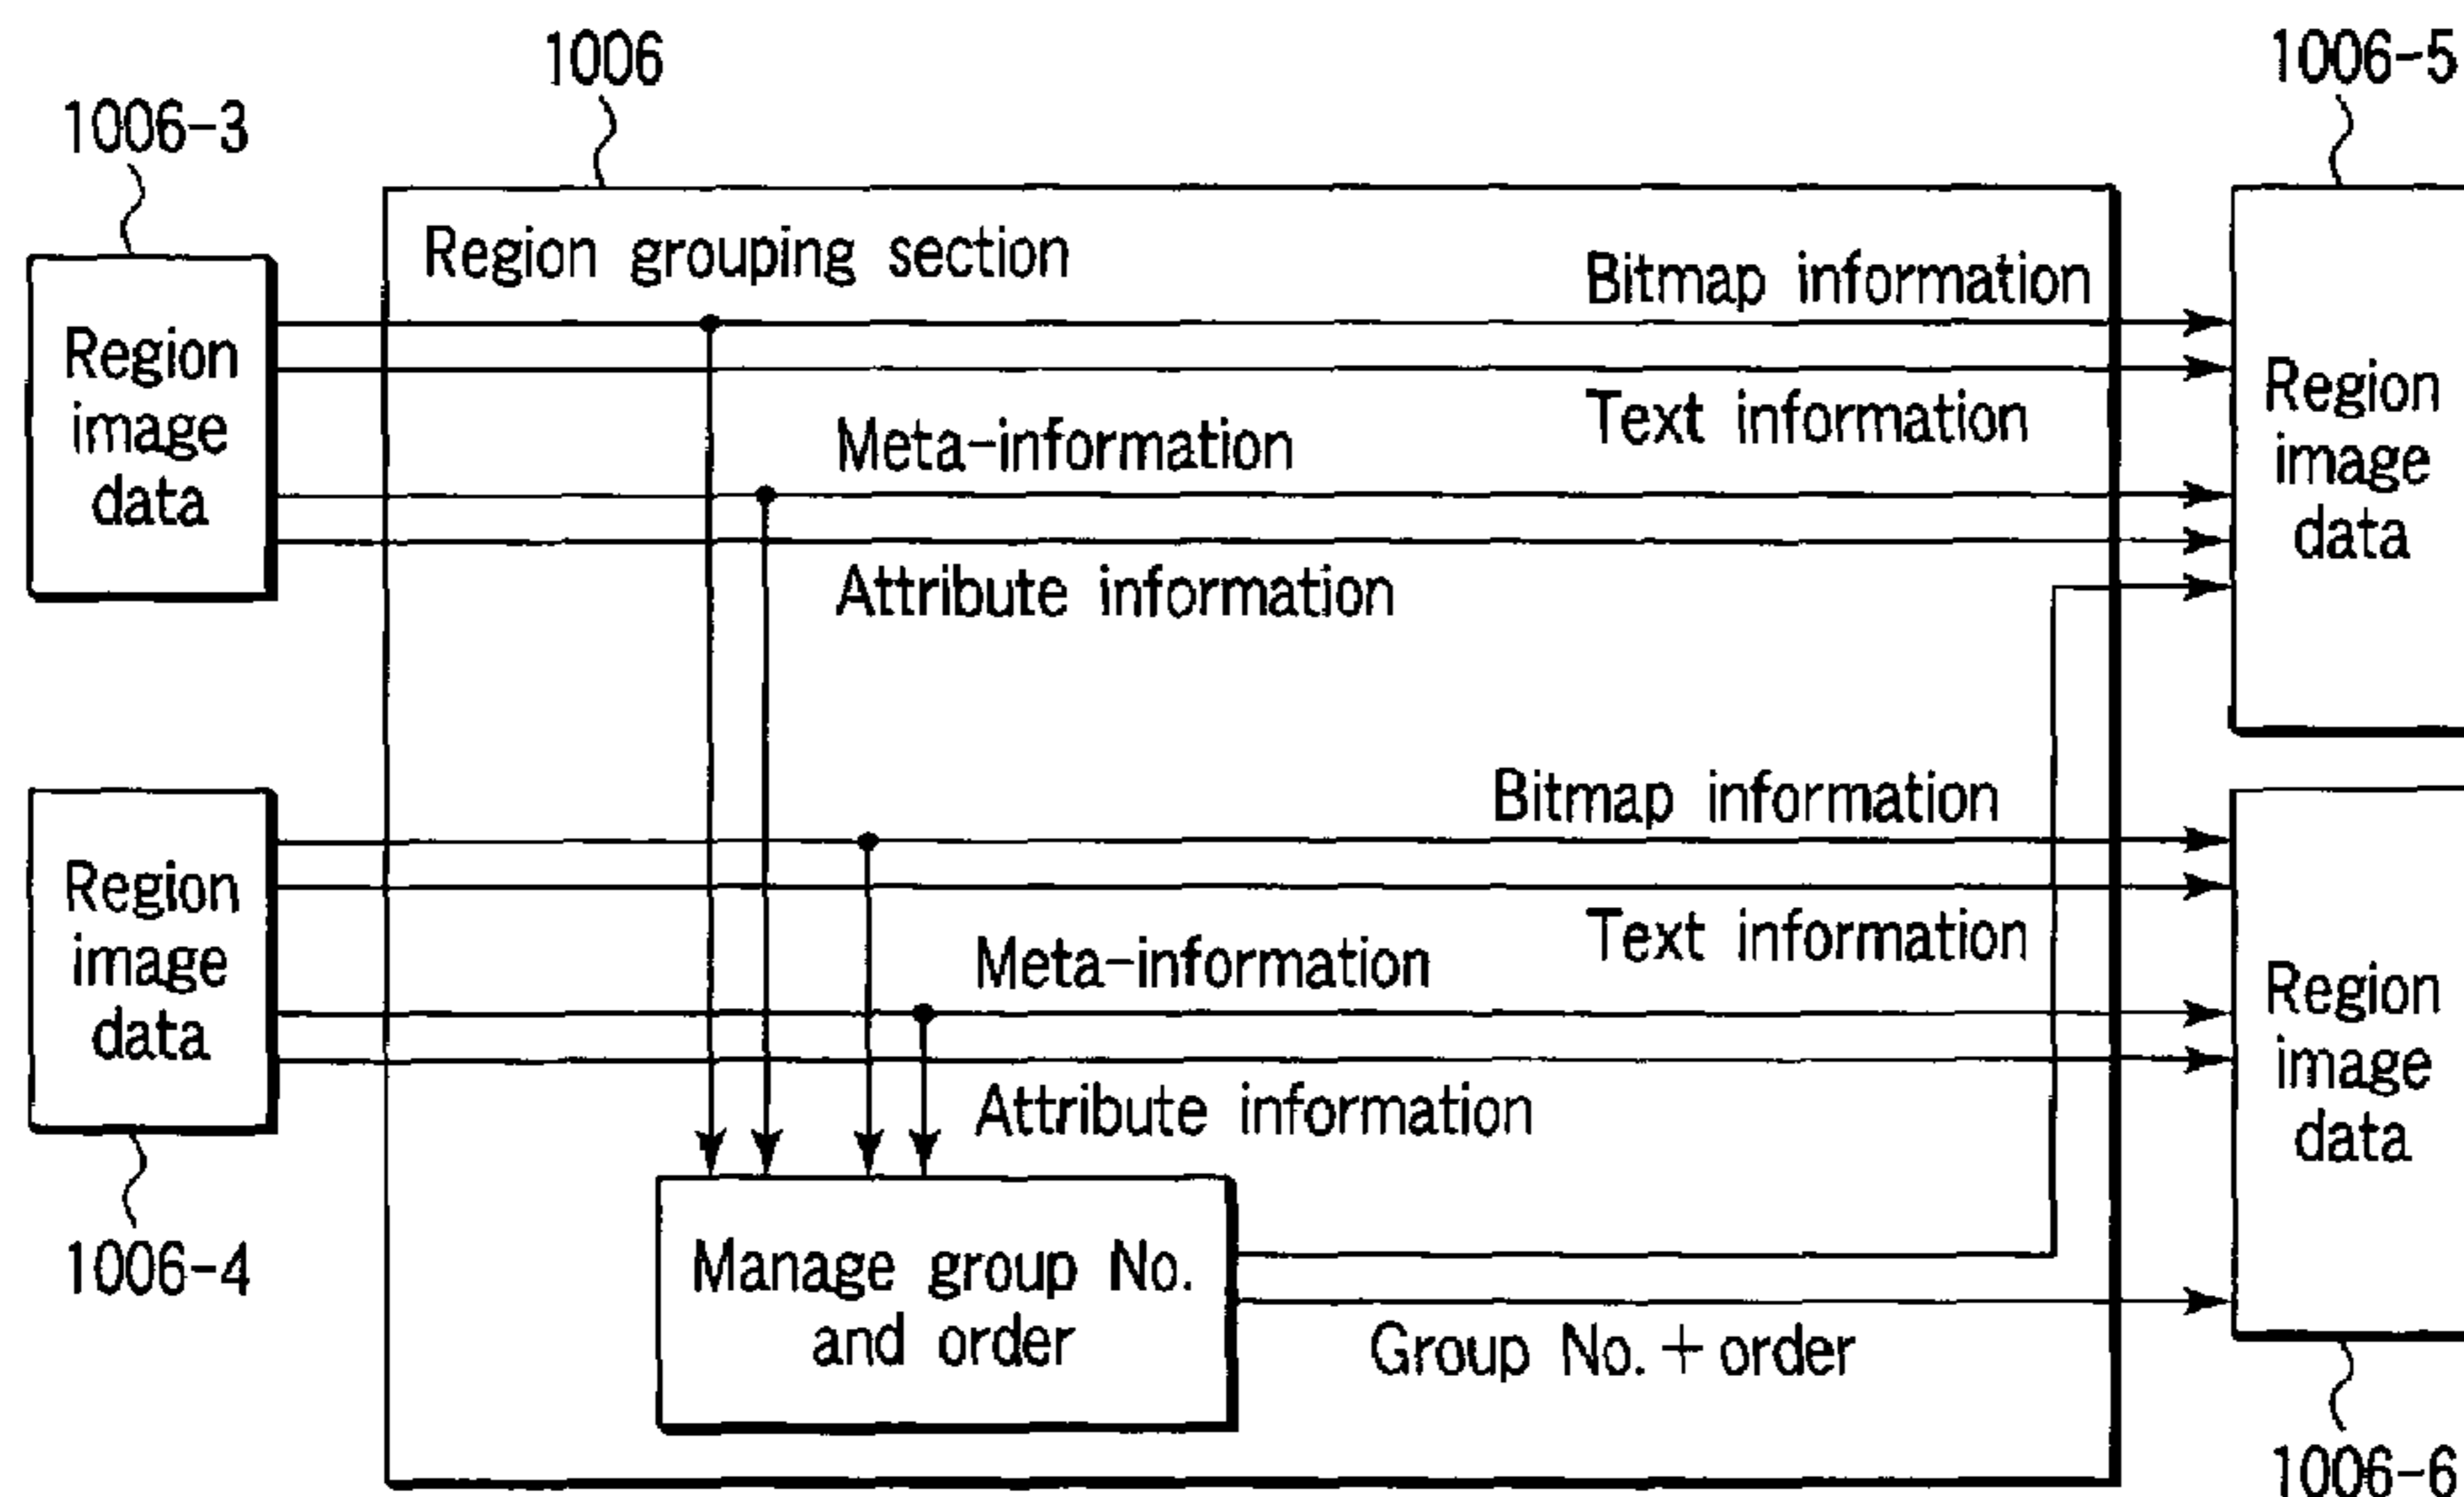 1006
1006-5
1006-3
Region grouping section
Bitmap information
Region
image
data
Text information
Meta-information
Attribute information
Region
image
data
Bitmap information
Region
image
data
Text information
Meta-information
Attribute information
Region
image
data
1006-4
Manage group No.
and order
Group No. + order
1006-6